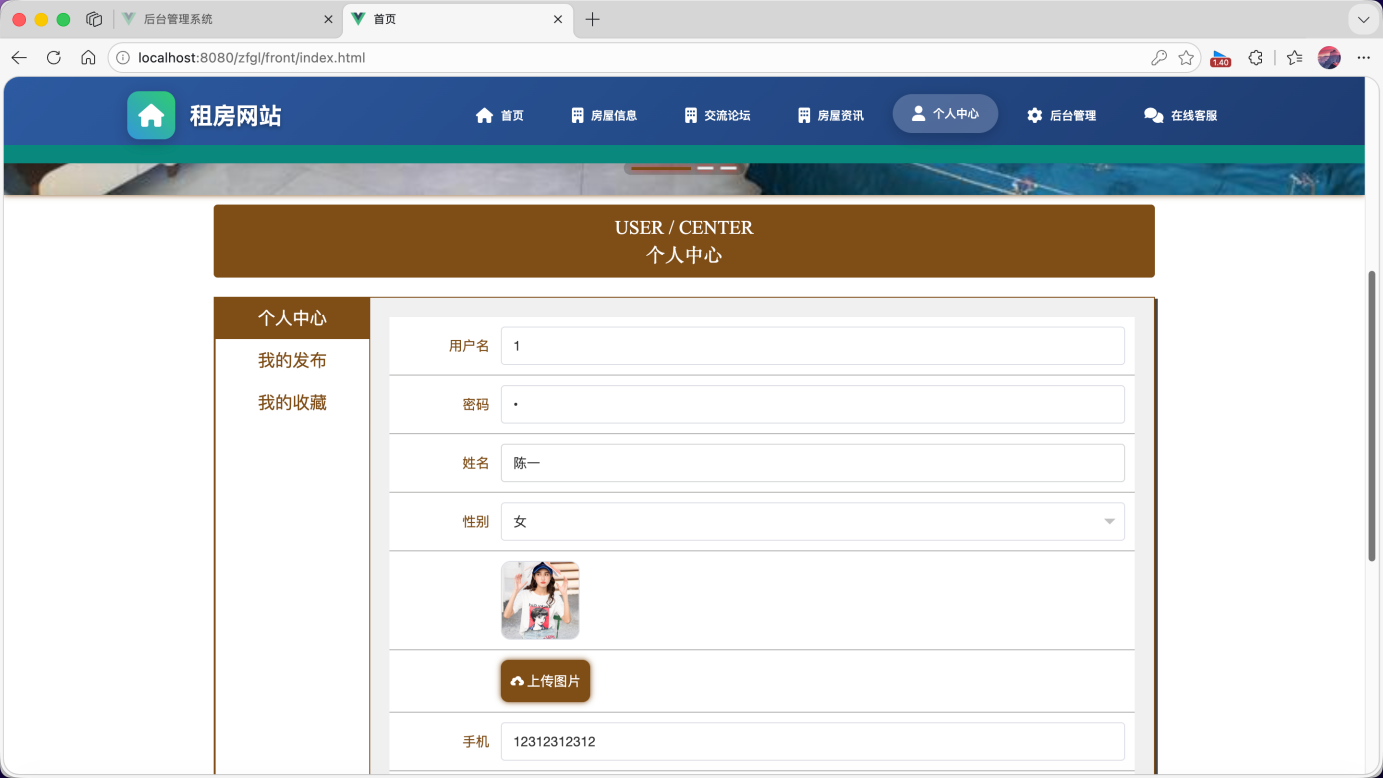 后台管理系统
首页
localhost:8080/zfgl/front/index.html
1.40
租房网站
首页
房屋信息
交流论坛
房屋资讯
个人中心
后台管理
在线客服
USER / CENTER
个人中心
个人中心
我的发布
我的收藏
用户名 1
密码 •
姓名 陈一
性别 女
上传图片
手机 12312312312